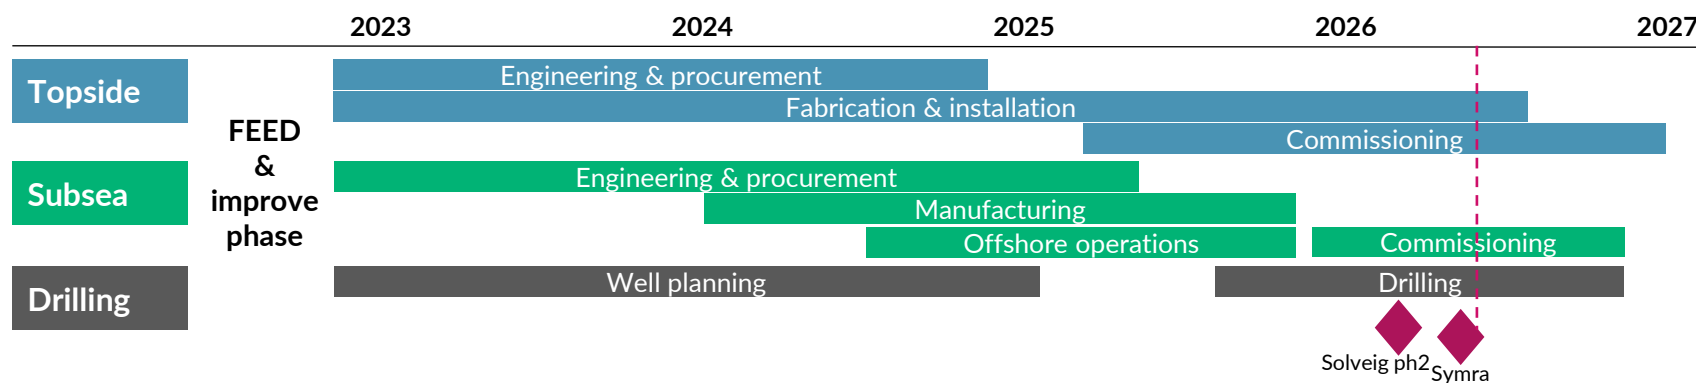 2023 2024 2025 2026 2027
Topside
Engineering & procurement
Fabrication & installation
Commissioning
FEED
&
improve
phase
Subsea
Engineering & procurement
Manufacturing
Offshore operations
Commissioning
Drilling
Well planning
Drilling
Solveig ph2
Symra